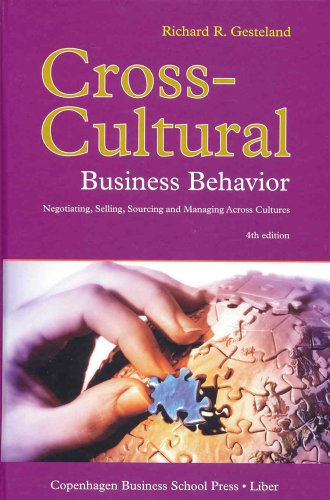 Richard R. Gesteland
Cross-
Cultural
Business Behavior
Negotiating, Selling, Sourcing and Managing Across Cultures
4th edition
Copenhagen Business School Press • Liber